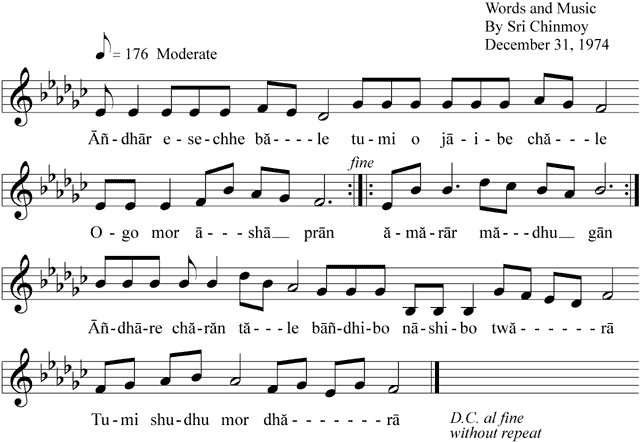 Words and Music
By Sri Chinmoy
December 31, 1974
= 176 Moderate
Āñ-dhār e-se-chhe bă----le tu-mi o jā-i-be chă---le
fine
O-go mor ā---shā__ prān ă-mă-rār mă---dhu__ gān
Āñ-dhā-re chă-răn tă---le bāñ-dhi-bo nā-shi-bo twă-----rā
Tu-mi shu-dhu mor dhă-------rā
D.C. al fine
without repeat